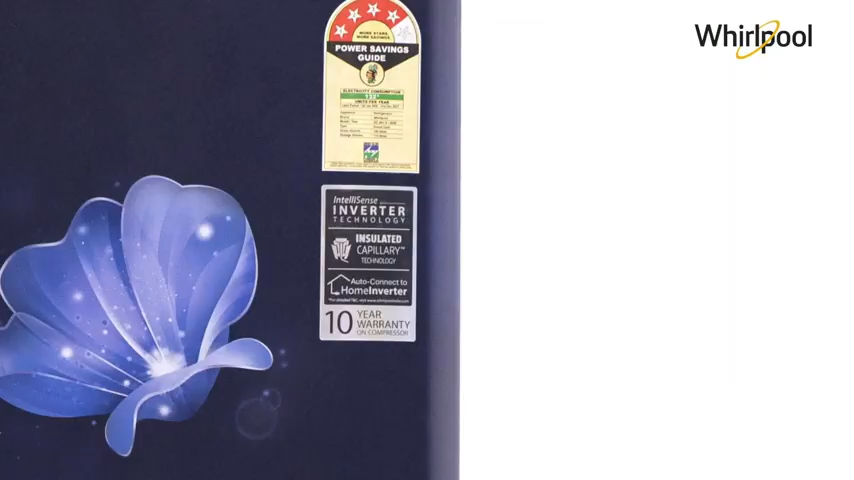 Whirlpool
MORE STARS
MORE SAVINGS
POWER SAVINGS
GUIDE
ELECTRICITY CONSUMPTION
UNITS PER YEAR
IntelliSense
INVERTER
TECHNOLOGY
INSULATED
CAPILLARY™
TECHNOLOGY
Auto-Connect to
HomeInverter
10 YEAR
WARRANTY
ON COMPRESSOR